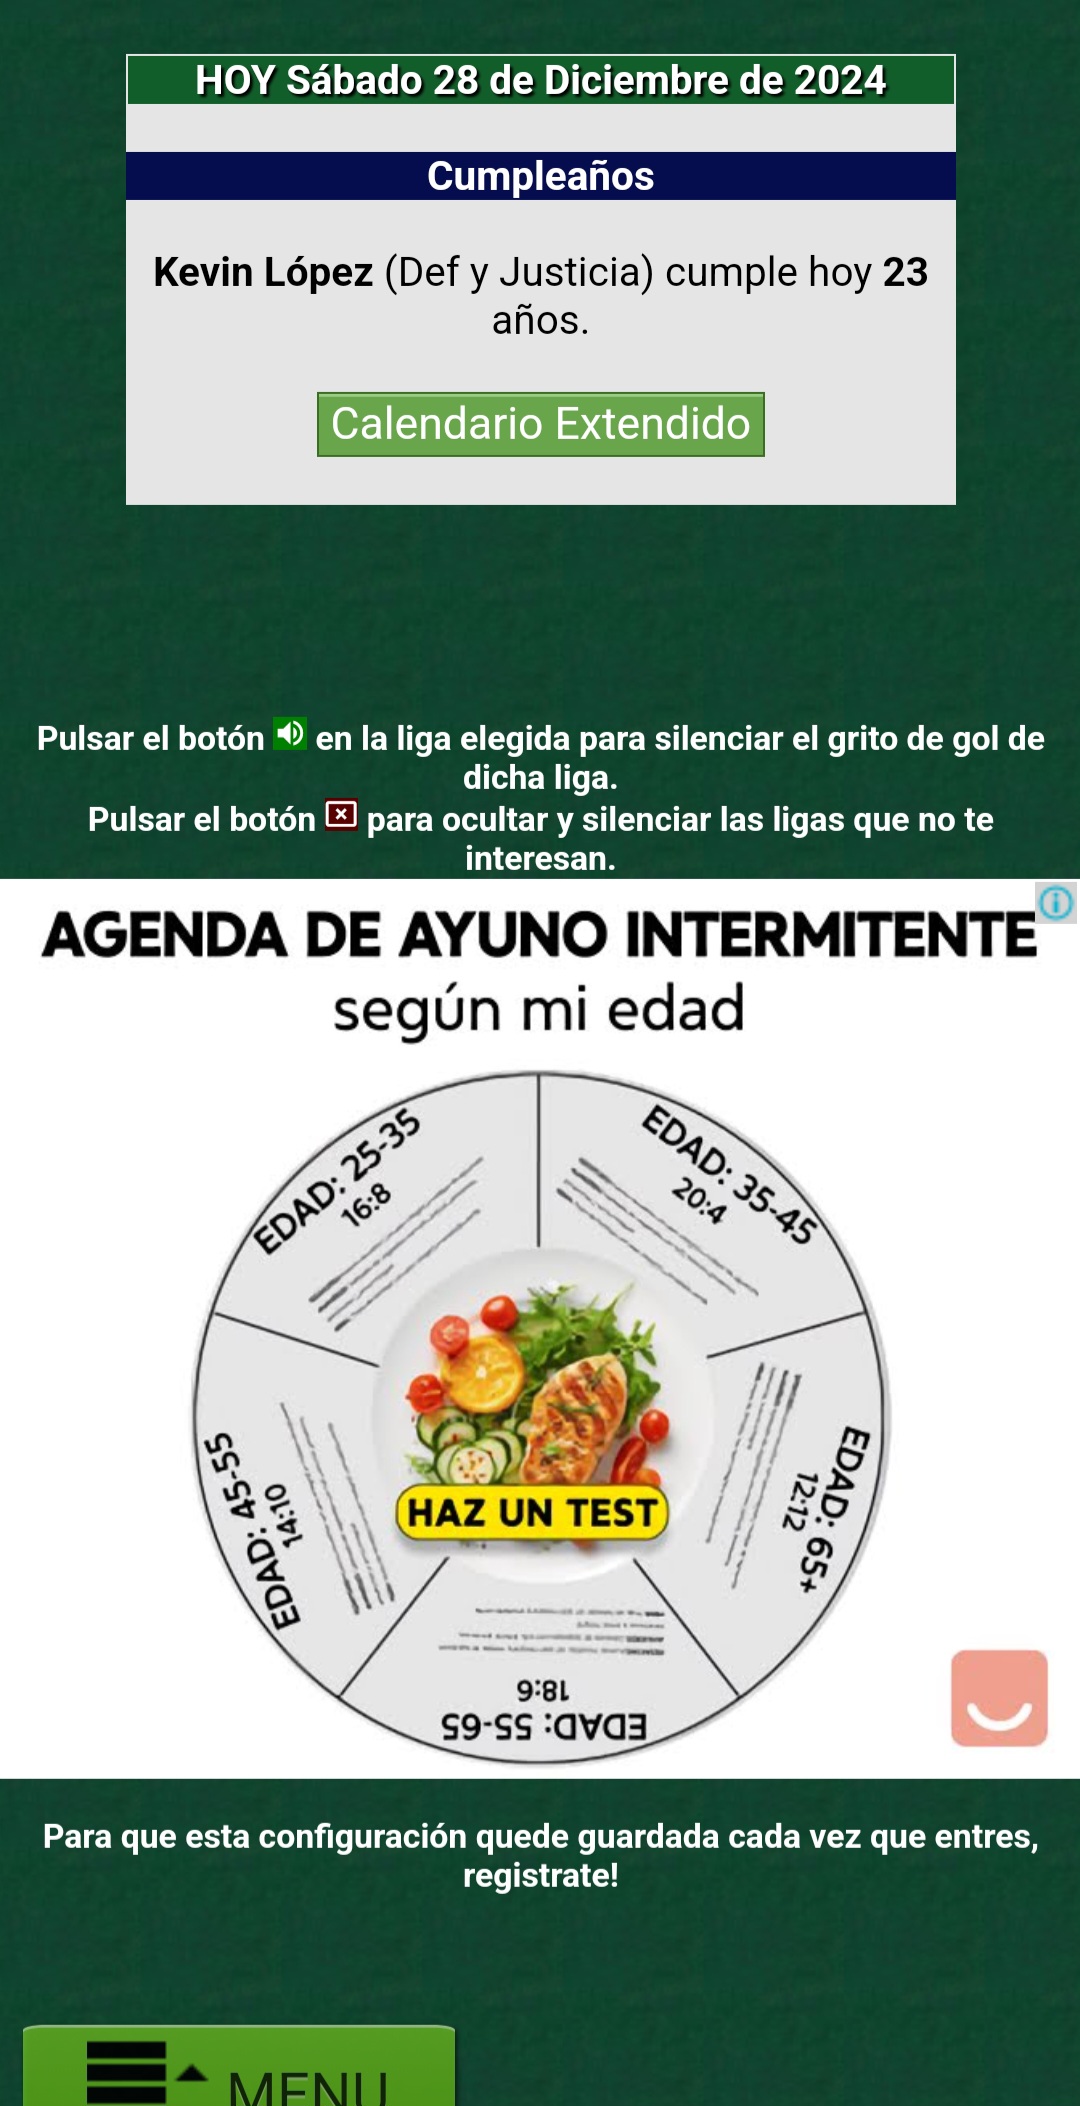 HOY Sábado 28 de Diciembre de 2024
Cumpleaños
Kevin López (Def y Justicia) cumple hoy 23
años.
Calendario Extendido
Pulsar el botón en la liga elegida para silenciar el grito de gol de
dicha liga.
Pulsar el botón para ocultar y silenciar las ligas que no te
interesan.
AGENDA DE AYUNO INTERMITENTE
según mi edad
EDAD: 25-35
16:8
EDAD: 35-45
20:4
EDAD: 45-55
14:10
EDAD: 65+
12:12
HAZ UN TEST
18:6
EDAD: 55-65
Para que esta configuración quede guardada cada vez que entres,
registrate!
MENU